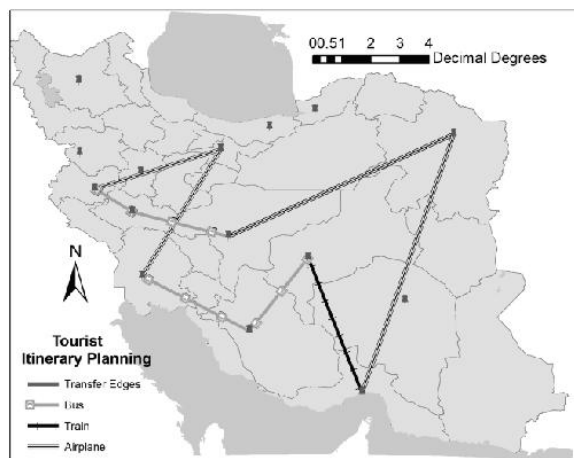 00.51 2 3 4
Decimal Degrees
N
Tourist
Itinerary Planning
Transfer Edges
Bus
Train
Airplane